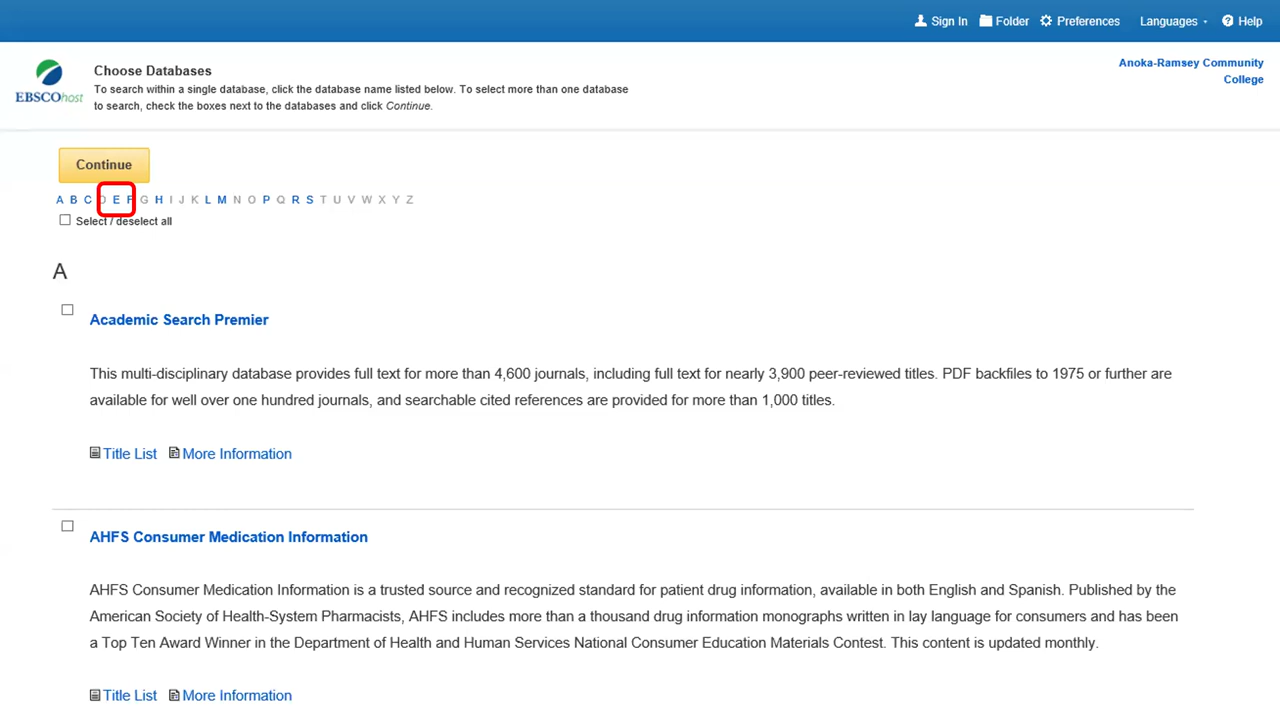 Sign In Folder Preferences Languages Help
Anoka-Ramsey Community
College
EBSCOhost
Choose Databases
To search within a single database, click the database name listed below. To select more than one database
to search, check the boxes next to the databases and click Continue.
Continue
A B C D E F G H I J K L M N O P Q R S T U V W X Y Z
Select / deselect all
A
Academic Search Premier
This multi-disciplinary database provides full text for more than 4,600 journals, including full text for nearly 3,900 peer-reviewed titles. PDF backfiles to 1975 or further are
available for well over one hundred journals, and searchable cited references are provided for more than 1,000 titles.
Title List More Information
AHFS Consumer Medication Information
AHFS Consumer Medication Information is a trusted source and recognized standard for patient drug information, available in both English and Spanish. Published by the
American Society of Health-System Pharmacists, AHFS includes more than a thousand drug information monographs written in lay language for consumers and has been
a Top Ten Award Winner in the Department of Health and Human Services National Consumer Education Materials Contest. This content is updated monthly.
Title List More Information